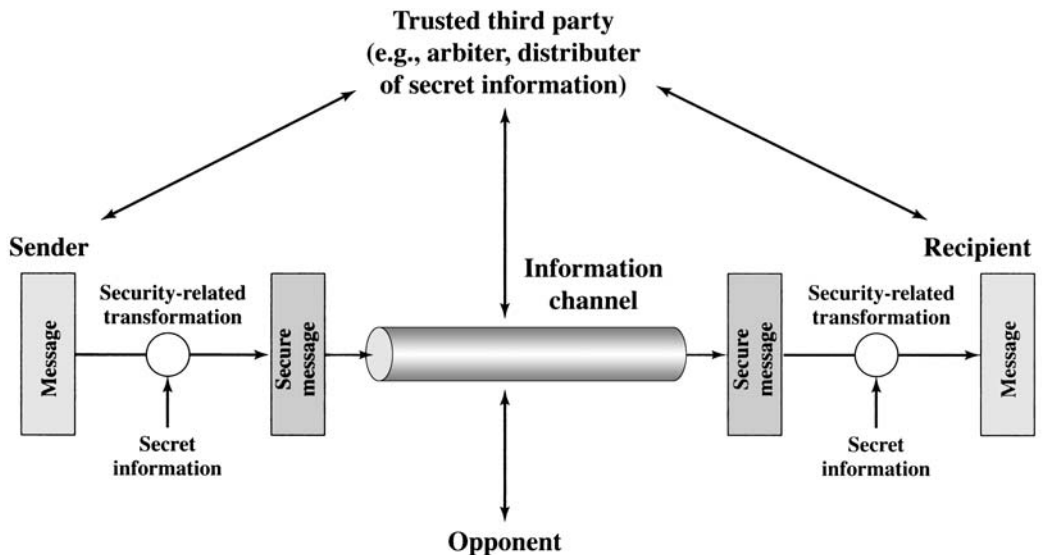 Trusted third party
(e.g., arbiter, distributer
of secret information)
Sender
Recipient
Information
channel
Security-related
transformation
Security-related
transformation
Message
Secure
message
Secure
message
Message
Secret
information
Secret
information
Opponent